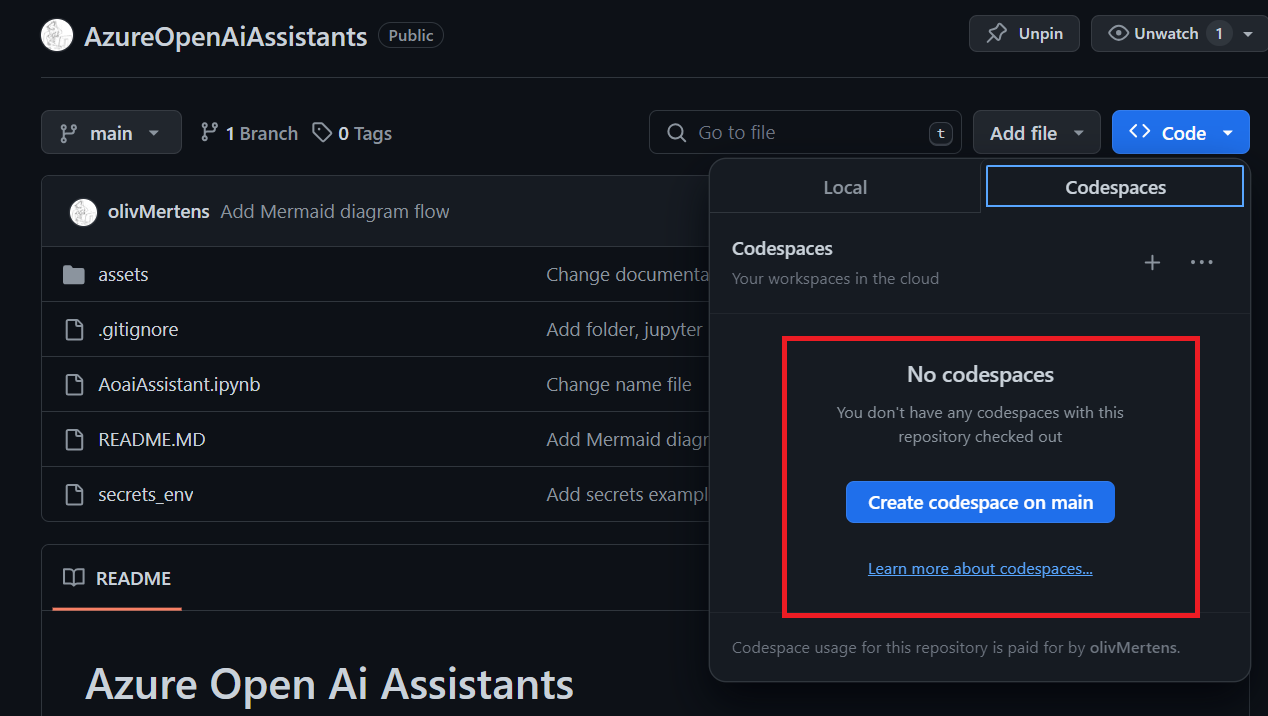 AzureOpenAiAssistants Public Unpin Unwatch 1
main 1 Branch 0 Tags Go to file t Add file Code
Local Codespaces
olivMertens Add Mermaid diagram flow
Codespaces
Your workspaces in the cloud
assets Change documenta
.gitignore Add folder, jupyter
AoaiAssistant.ipynb Change name file
README.MD Add Mermaid diagr
secrets_env Add secrets exampl
No codespaces
You don't have any codespaces with this
repository checked out
Create codespace on main
Learn more about codespaces...
Codespace usage for this repository is paid for by olivMertens.
README
Azure Open Ai Assistants